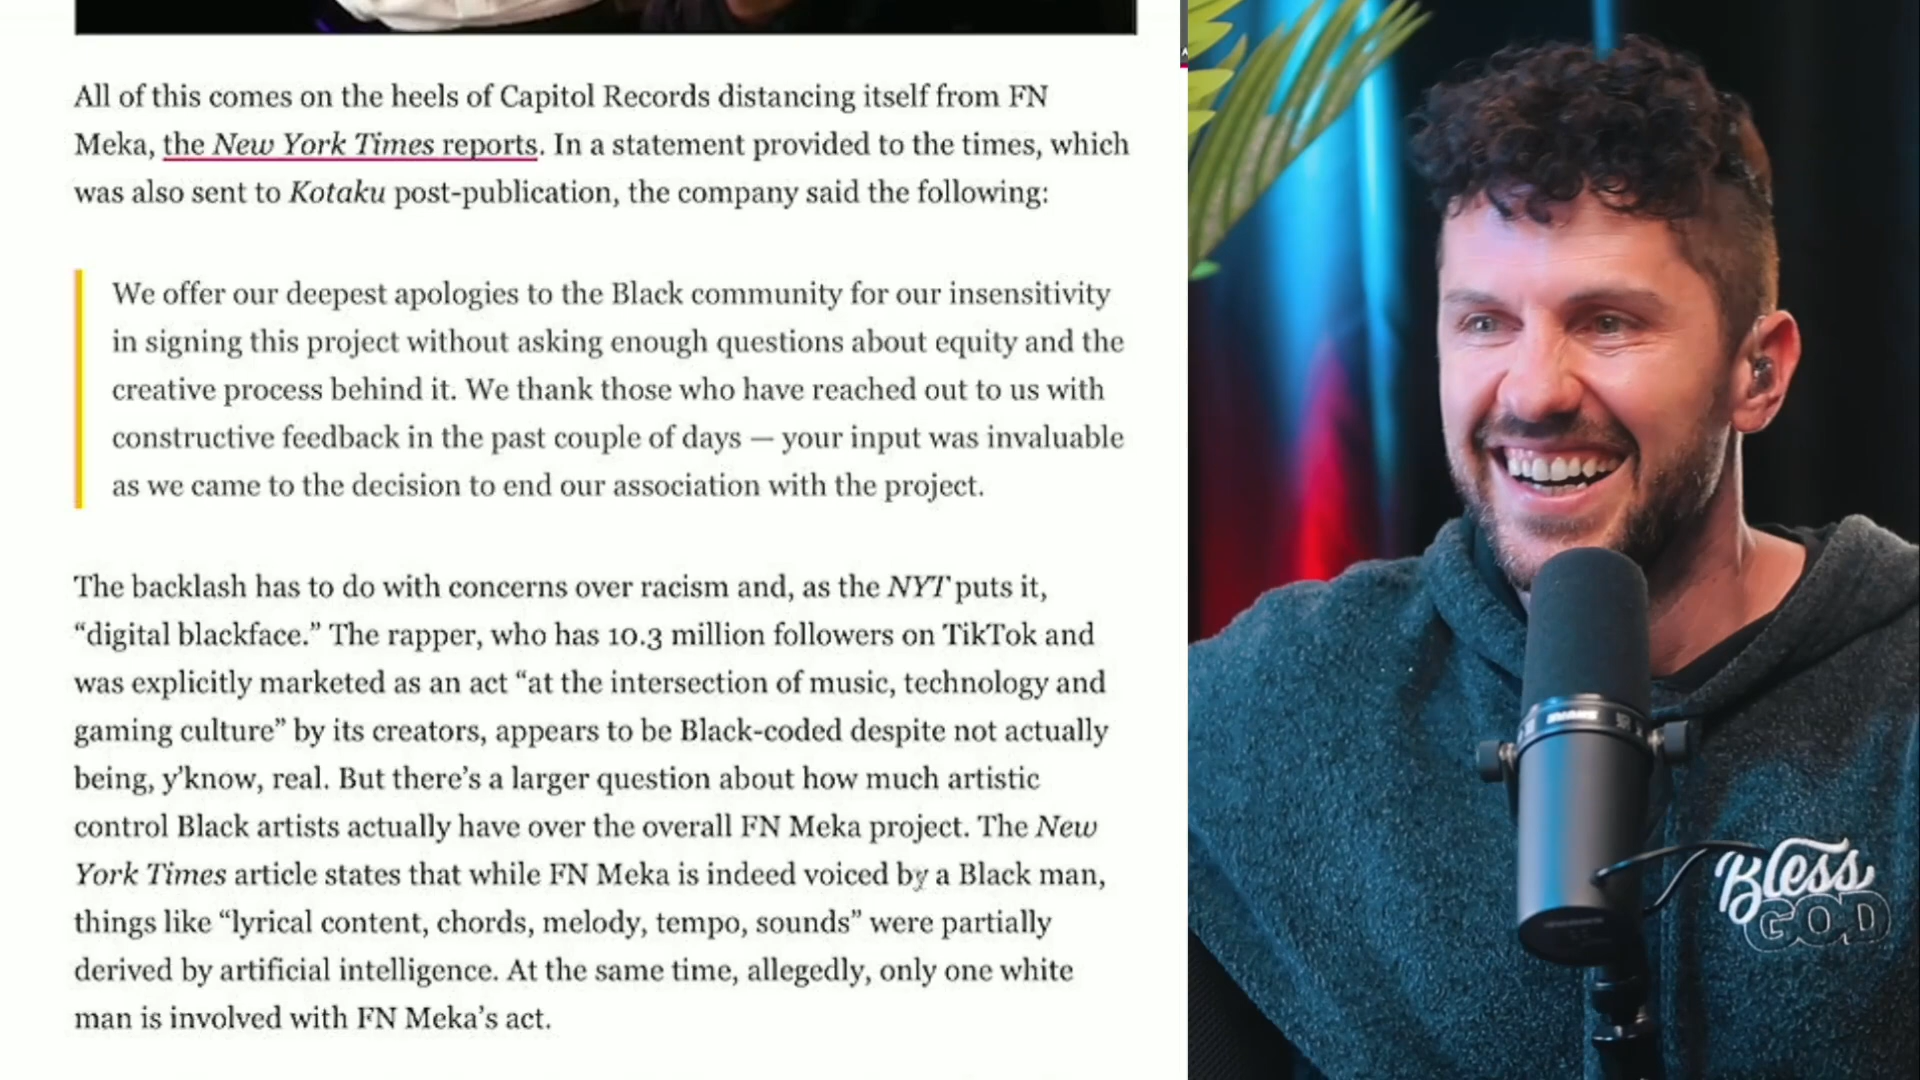 All of this comes on the heels of Capitol Records distancing itself from FN
Meka, the New York Times reports. In a statement provided to the times, which
was also sent to Kotaku post-publication, the company said the following:
We offer our deepest apologies to the Black community for our insensitivity
in signing this project without asking enough questions about equity and the
creative process behind it. We thank those who have reached out to us with
constructive feedback in the past couple of days — your input was invaluable
as we came to the decision to end our association with the project.
The backlash has to do with concerns over racism and, as the NYT puts it,
“digital blackface.” The rapper, who has 10.3 million followers on TikTok and
was explicitly marketed as an act “at the intersection of music, technology and
gaming culture” by its creators, appears to be Black-coded despite not actually
being, y’know, real. But there’s a larger question about how much artistic
control Black artists actually have over the overall FN Meka project. The New
York Times article states that while FN Meka is indeed voiced by a Black man,
things like “lyrical content, chords, melody, tempo, sounds” were partially
derived by artificial intelligence. At the same time, allegedly, only one white
man is involved with FN Meka’s act.
Bless
GOD